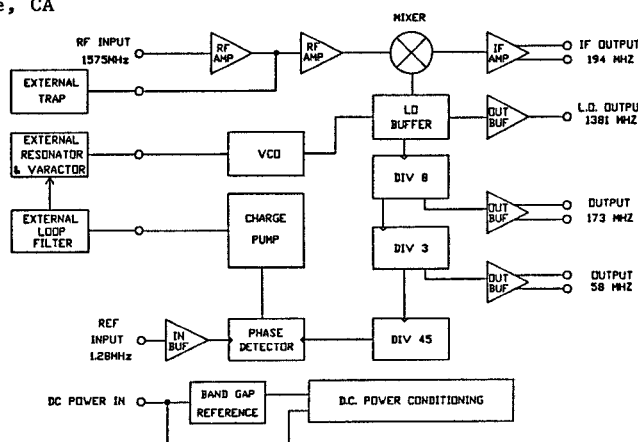 e, CA
MIXER
RF INPUT
1575MHz
RF
AMP
RF
AMP
IF
AMP
IF OUTPUT
194 MHZ
EXTERNAL
TRAP
LO
BUFFER
OUT
BUF
L.O. OUTPU
1381 MHZ
EXTERNAL
RESONATOR
& VARACTOR
VCO
DIV 8
EXTERNAL
LOOP
FILTER
CHARGE
PUMP
OUT
BUF
OUTPUT
173 MHZ
DIV 3
OUT
BUF
OUTPUT
58 MHZ
REF
INPUT
1.28MHz
IN
BUF
PHASE
DETECTOR
DIV 45
DC POWER IN
BAND GAP
REFERENCE
D.C. POWER CONDITIONING